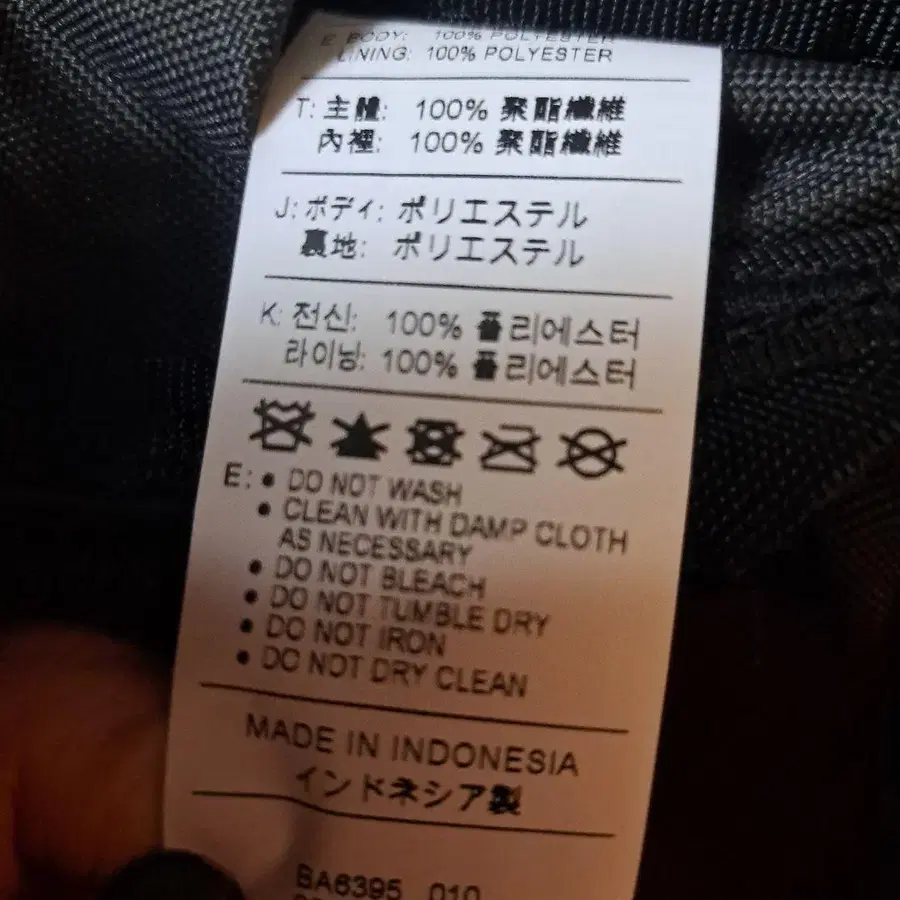 E BODY: 100% POLYESTER
LINING: 100% POLYESTER
T: 主體: 100% 聚酯纖維
內裡: 100% 聚酯纖維
J: ボディ: ポリエステル
裏地: ポリエステル
K: 전신: 100% 폴리에스터
라이닝: 100% 폴리에스터
E: • DO NOT WASH
• CLEAN WITH DAMP CLOTH
AS NECESSARY
• DO NOT BLEACH
• DO NOT TUMBLE DRY
• DO NOT IRON
• DO NOT DRY CLEAN
MADE IN INDONESIA
インドネシア製
BA6395 010